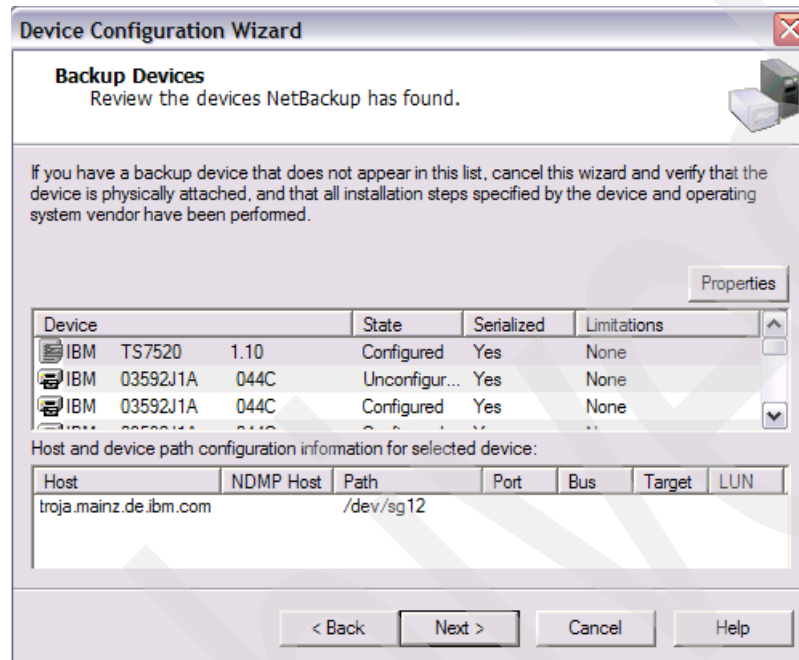 Device Configuration Wizard
Backup Devices
Review the devices NetBackup has found.
If you have a backup device that does not appear in this list, cancel this wizard and verify that the
device is physically attached, and that all installation steps specified by the device and operating
system vendor have been performed.
Properties
Device State Serialized Limitations
IBM TS7520 1.10 Configured Yes None
IBM 03592J1A 044C Unconfigur... Yes None
IBM 03592J1A 044C Configured Yes None
Host and device path configuration information for selected device:
Host NDMP Host Path Port Bus Target LUN
troja.mainz.de.ibm.com /dev/sg12
< Back Next > Cancel Help